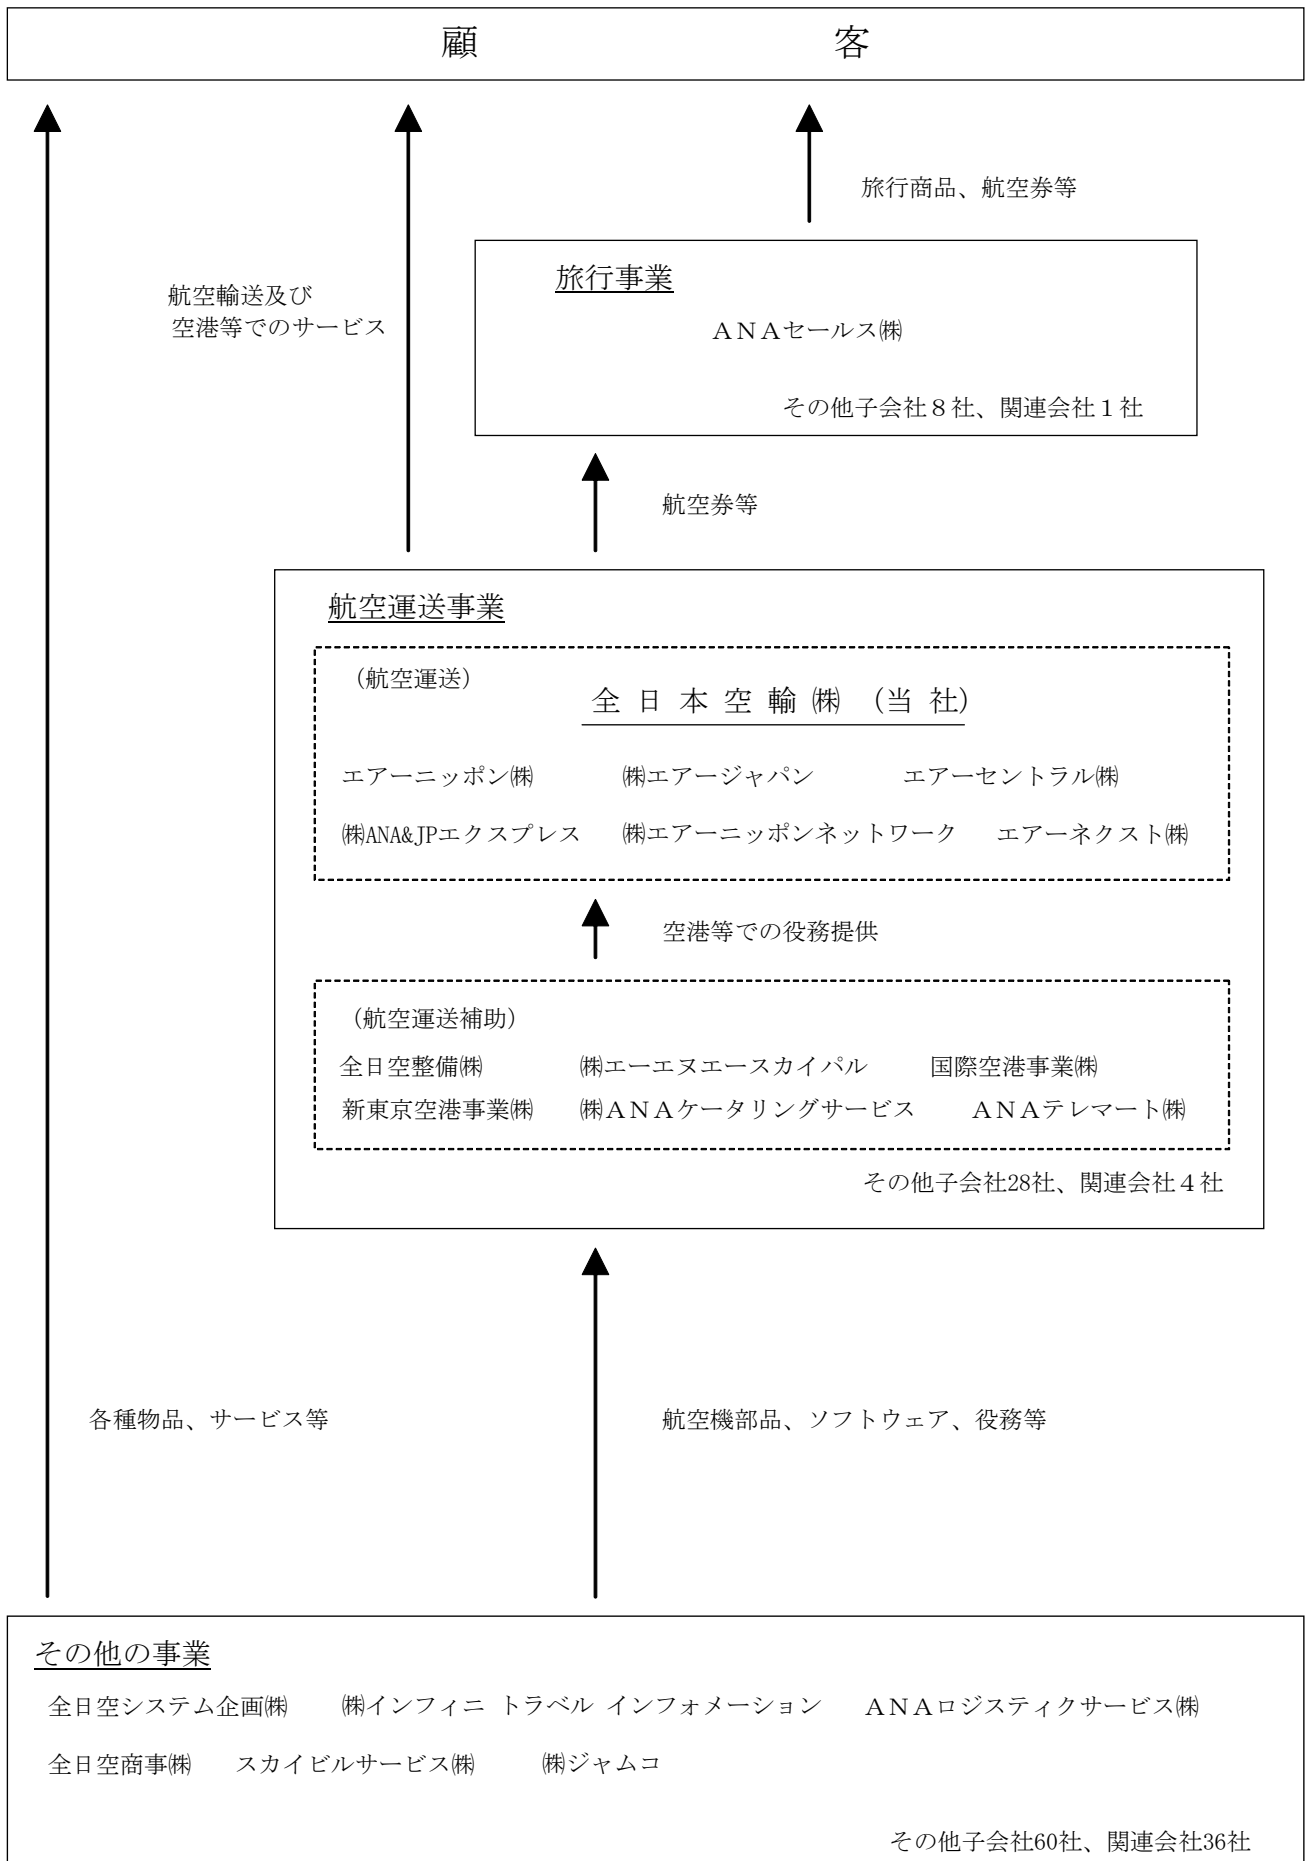 顧　客
旅行商品、航空券等
旅行事業
航空輸送及び
空港等でのサービス
ＡＮＡセールス㈱
その他子会社８社、関連会社１社
航空券等
航空運送事業
（航空運送）
全 日 本 空 輸 ㈱ （当 社）
エアーニッポン㈱　㈱エアージャパン　エアーセントラル㈱
㈱ANA&JPエクスプレス　㈱エアーニッポンネットワーク　エアーネクスト㈱
空港等での役務提供
（航空運送補助）
全日空整備㈱　㈱エーエヌエースカイパル　国際空港事業㈱
新東京空港事業㈱　㈱ＡＮＡケータリングサービス　ＡＮＡテレマート㈱
その他子会社28社、関連会社４社
各種物品、サービス等
航空機部品、ソフトウェア、役務等
その他の事業
全日空システム企画㈱　㈱インフィニ トラベル インフォメーション　ＡＮＡロジスティクサービス㈱
全日空商事㈱　スカイビルサービス㈱　㈱ジャムコ
その他子会社60社、関連会社36社